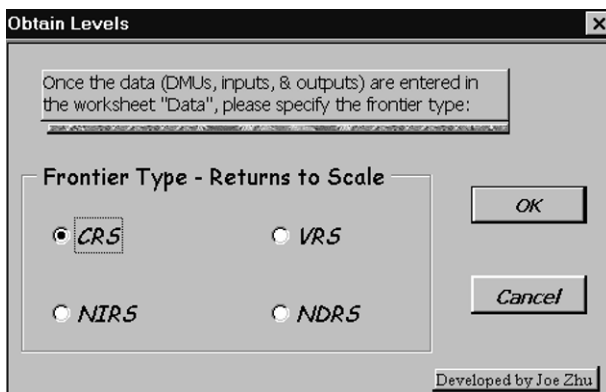 Obtain Levels
Once the data (DMUs, inputs, & outputs) are entered in
the worksheet "Data", please specify the frontier type:
Frontier Type - Returns to Scale
CRS
VRS
OK
NIRS
NDRS
Cancel
Developed by Joe Zhu